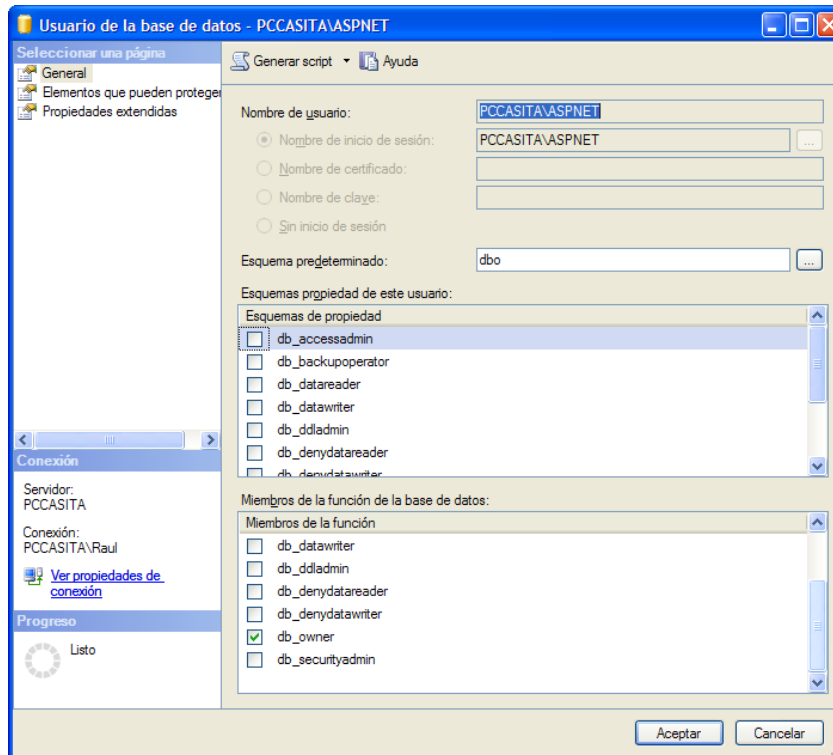 Usuario de la base de datos - PCCASITA\ASPNET
Seleccionar una página
General
Elementos que pueden proteger
Propiedades extendidas
Generar script
Ayuda
Nombre de usuario:
PCCASITA\ASPNET
Nombre de inicio de sesión:
PCCASITA\ASPNET
...
Nombre de certificado:
Nombre de clave:
Sin inicio de sesión
Esquema predeterminado:
dbo
...
Esquemas propiedad de este usuario:
Esquemas de propiedad
db_accessadmin
db_backupoperator
db_datareader
db_datawriter
db_ddladmin
db_denydatareader
db_denydatawriter
Miembros de la función de la base de datos:
Miembros de la función
db_datawriter
db_ddladmin
db_denydatareader
db_denydatawriter
db_owner
db_securityadmin
Conexión
Servidor:
PCCASITA
Conexión:
PCCASITA\Raul
Ver propiedades de
conexión
Progreso
Listo
Aceptar
Cancelar